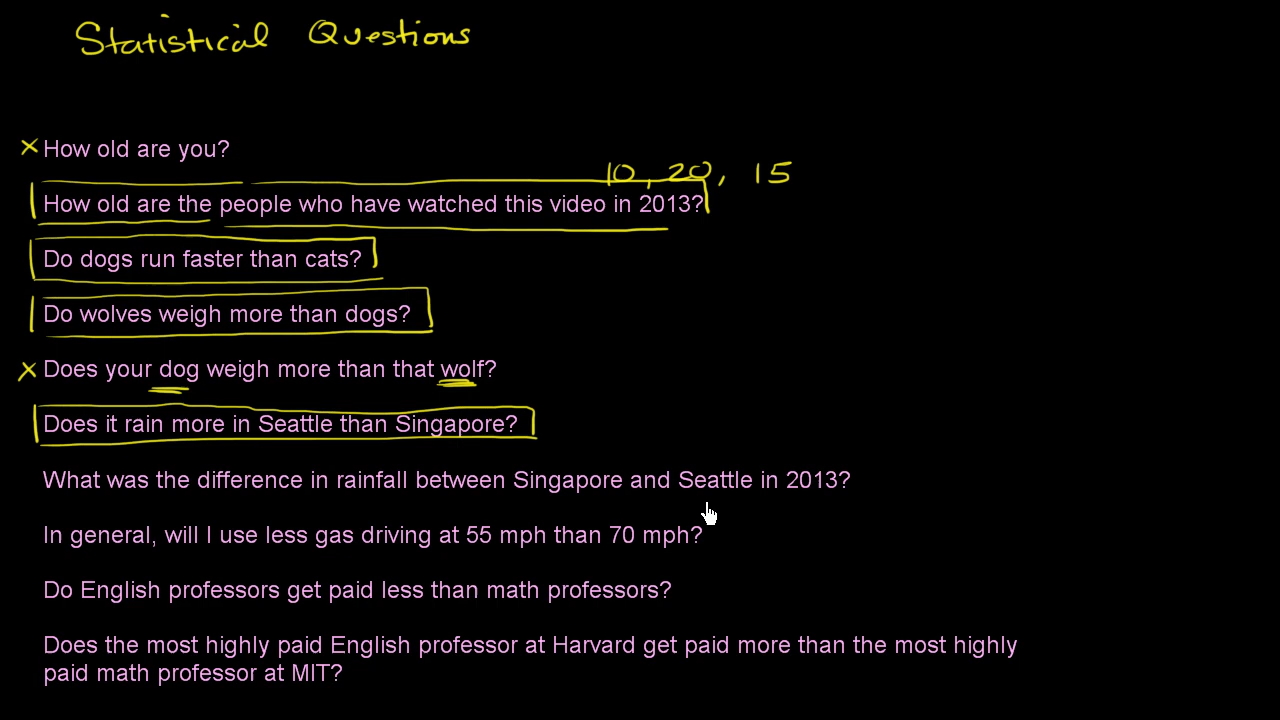 Statistical Questions
× How old are you?
10, 20, 15
How old are the people who have watched this video in 2013?
Do dogs run faster than cats?
Do wolves weigh more than dogs?
× Does your dog weigh more than that wolf?
Does it rain more in Seattle than Singapore?
What was the difference in rainfall between Singapore and Seattle in 2013?
In general, will I use less gas driving at 55 mph than 70 mph?
Do English professors get paid less than math professors?
Does the most highly paid English professor at Harvard get paid more than the most highly
paid math professor at MIT?